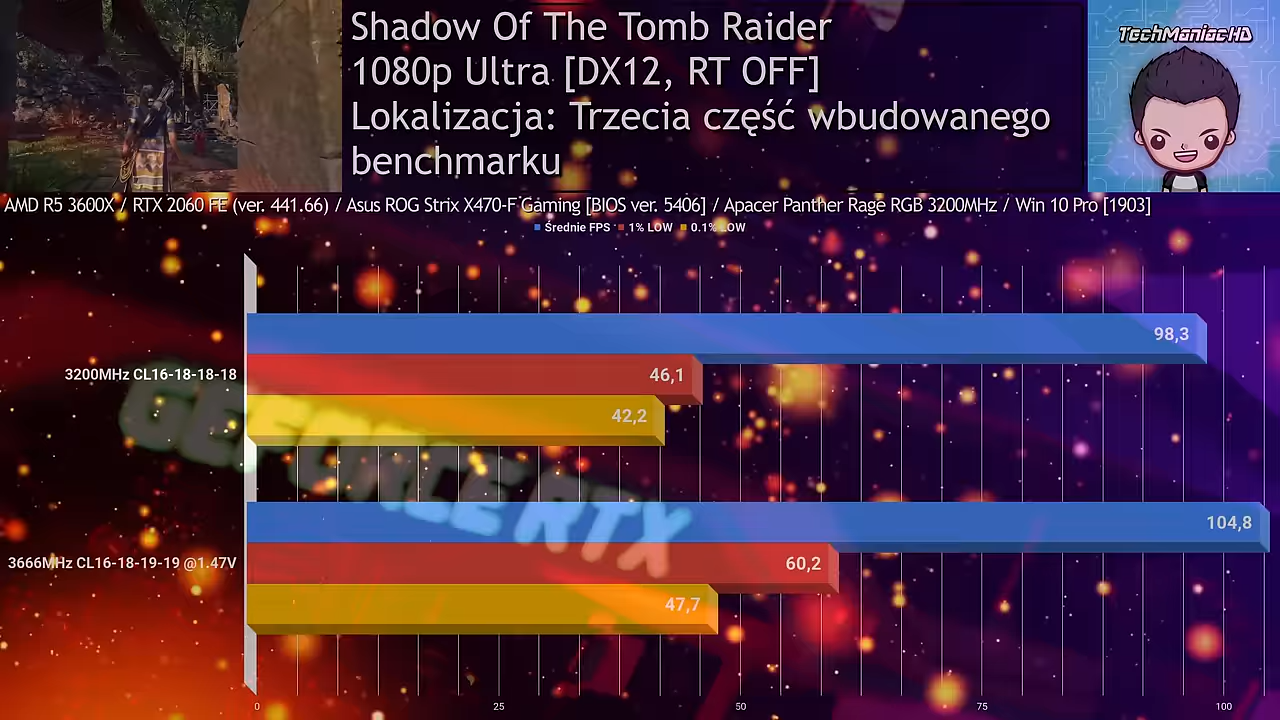 Shadow Of The Tomb Raider
1080p Ultra [DX12, RT OFF]
Lokalizacja: Trzecia część wbudowanego
benchmarku
TechManiacHD
AMD R5 3600X / RTX 2060 FE (ver. 441.66) / Asus ROG Strix X470-F Gaming [BIOS ver. 5406] / Apacer Panther Rage RGB 3200MHz / Win 10 Pro [1903]
Średnie FPS 1% LOW 0.1% LOW
98,3
3200MHz CL16-18-18-18
46,1
42,2
GEFORCE RTX
104,8
3666MHz CL16-18-19-19 @1.47V
60,2
47,7
0 25 50 75 100